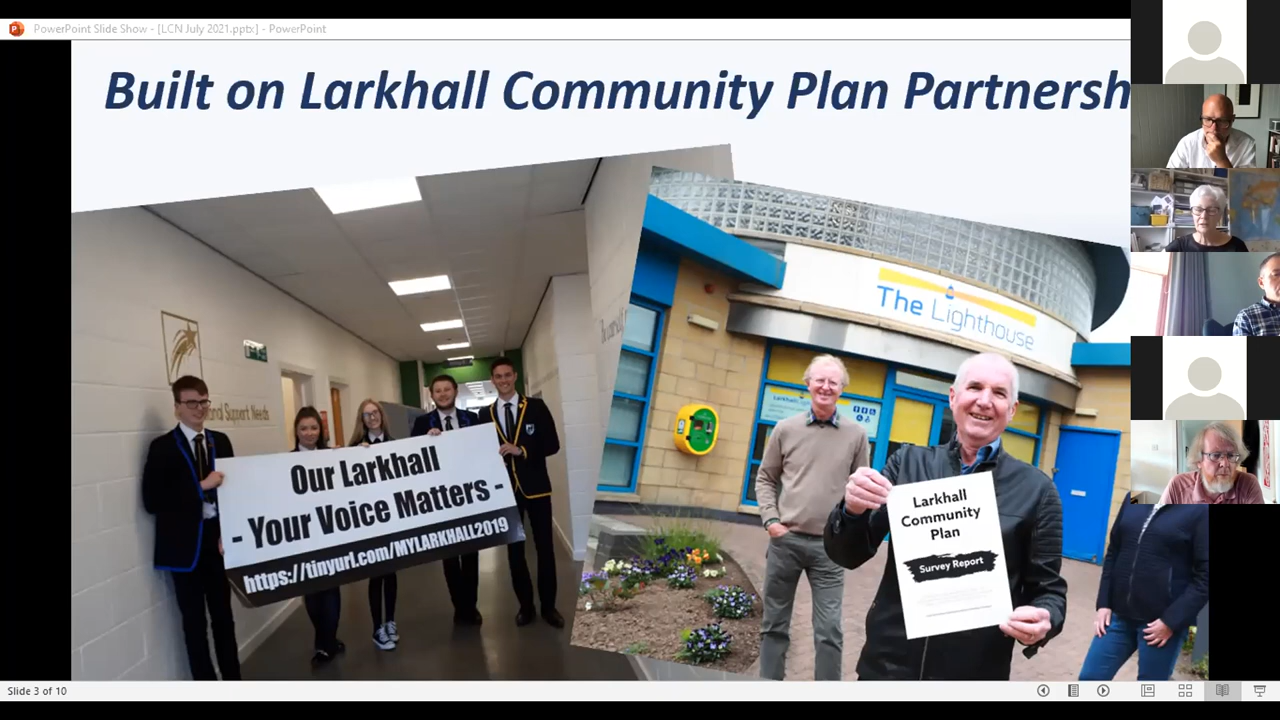 PowerPoint Slide Show - [LCN July 2021.pptx] - PowerPoint
Built on Larkhall Community Plan Partnersh
Support Needs
Our Larkhall
- Your Voice Matters -
https://tinyurl.com/MYLARKHALL2019
The Lighthouse
Larkhall
Larkhall
Community
Plan
Survey Report
Slide 3 of 10